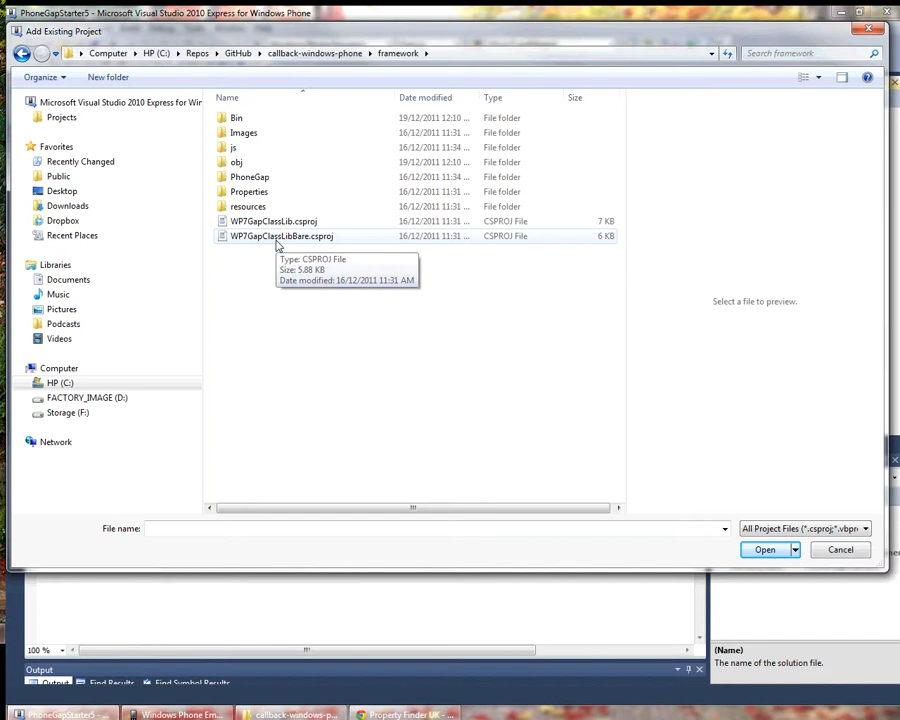 PhoneGapStarter5 - Microsoft Visual Studio 2010 Express for Windows Phone
Add Existing Project
Computer HP (C:) Repos GitHub callback-windows-phone framework
Search framework
Organize New folder
Name Date modified Type Size
Microsoft Visual Studio 2010 Express for Wir
Projects
Favorites
Recently Changed
Public
Desktop
Downloads
Dropbox
Recent Places
Libraries
Documents
Music
Pictures
Podcasts
Videos
Computer
HP (C:)
FACTORY_IMAGE (D:)
Storage (F:)
Network
Bin 19/12/2011 12:10 ... File folder
Images 16/12/2011 11:31 ... File folder
js 16/12/2011 11:34 ... File folder
obj 19/12/2011 12:10 ... File folder
PhoneGap 16/12/2011 11:34 ... File folder
Properties 16/12/2011 11:31 ... File folder
resources 16/12/2011 11:31 ... File folder
WP7GapClassLib.csproj 16/12/2011 11:31 ... CSPROJ File 7 KB
WP7GapClassLibBare.csproj 16/12/2011 11:31 ... CSPROJ File 6 KB
Type: CSPROJ File
Size: 5.88 KB
Date modified: 16/12/2011 11:31 AM
Select a file to preview.
File name:
All Project Files (*.csproj;*.vbpr
Open Cancel
100 %
(Name)
The name of the solution file.
Output
Output Find Results Find Symbol Results
PhoneGapStarter5 - ... Windows Phone Em... callback-windows-p... Property Finder UK - ...